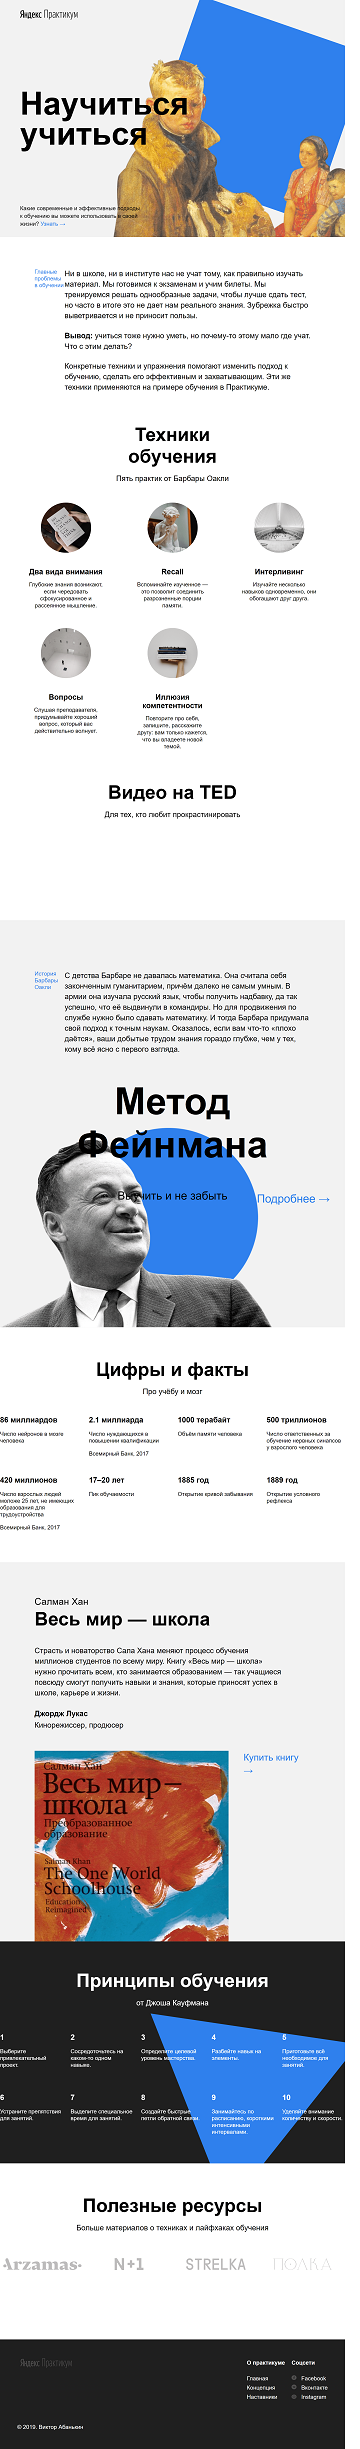 Яндекс Практикум
Научиться
учиться
Какие современные и эффективные подходы
к обучению вы можете использовать в своей
жизни? Узнать →
Главные
проблемы
в обучении
Ни в школе, ни в институте нас не учат тому, как правильно изучать
материал. Мы готовимся к экзаменам и учим билеты. Мы
тренируемся решать однообразные задачи, чтобы лучше сдать тест,
но часто в итоге это не дает нам реального знания. Зубрежка быстро
выветривается и не приносит пользы.
Вывод: учиться тоже нужно уметь, но почему-то этому мало где учат.
Что с этим делать?
Конкретные техники и упражнения помогают изменить подход к
обучению, сделать его эффективным и захватывающим. Эти же
техники применяются на примере обучения в Практикуме.
Техники
обучения
Пять практик от Барбары Оакли
Два вида внимания
Глубокие знания возникают,
если чередовать
сфокусированное и
рассеянное мышление.
Recall
Вспоминайте изученное —
это позволит соединить
разрозненные порции
памяти.
Интерливинг
Изучайте несколько
навыков одновременно, они
обогащают друг друга.
Вопросы
Слушая преподавателя,
придумывайте хороший
вопрос, который вас
действительно волнует.
Иллюзия
компетентности
Повторите про себя,
запишите, расскажите
другу: вам только кажется,
что вы владеете новой
темой.
Видео на TED
Для тех, кто любит прокрастинировать
История
Барбары
Оакли
С детства Барбаре не давалась математика. Она считала себя
законченным гуманитарием, причём далеко не самым умным. В
армии она изучала русский язык, чтобы получить надбавку, да так
успешно, что её выдвинули в командиры. Но для продвижения по
службе нужно было сдавать математику. И тогда Барбара придумала
свой подход к точным наукам. Оказалось, если вам что-то «плохо
даётся», ваши добытые трудом знания гораздо глубже, чем у тех,
кому всё ясно с первого взгляда.
Метод
Фейнмана
Выучить и не забыть
Подробнее →
Цифры и факты
Про учёбу и мозг
86 миллиардов
Число нейронов в мозге
человека
2.1 миллиарда
Число нуждающихся в
повышении квалификации
Всемирный Банк, 2017
1000 терабайт
Объём памяти человека
500 триллионов
Число ответственных за
обучение нервных синапсов
у взрослого человека
420 миллионов
Число взрослых людей
моложе 25 лет, не имеющих
образования для
трудоустройства
Всемирный Банк, 2017
17–20 лет
Пик обучаемости
1885 год
Открытие кривой забывания
1889 год
Открытие условного
рефлекса
Салман Хан
Весь мир — школа
Страсть и новаторство Сала Хана меняют процесс обучения
миллионов студентов по всему миру. Книгу «Весь мир — школа»
нужно прочитать всем, кто занимается образованием — так учащиеся
повсюду смогут получить навыки и знания, которые приносят успех в
школе, карьере и жизни.
Джордж Лукас
Кинорежиссер, продюсер
Салман Хан
Весь мир —
школа
Преобразованное
образование
Salman Khan
The One World
Schoolhouse
Education
Reimagined
Купить книгу
→
Принципы обучения
от Джоша Кауфмана
1
Выберите
привлекательный
проект.
2
Сосредоточьтесь на
каком-то одном
навыке.
3
Определите целевой
уровень мастерства.
4
Разбейте навык на
элементы.
5
Приготовьте всё
необходимое для
занятий.
6
Устраните препятствия
для занятий.
7
Выделите специальное
время для занятий.
8
Создайте быстрые
петли обратной связи.
9
Занимайтесь по
расписанию, короткими
интенсивными
интервалами.
10
Уделяйте внимание
количеству и скорости.
Полезные ресурсы
Больше материалов о техниках и лайфхаках обучения
Arzamas
N+1
STRELKA
ПОЛКА
Яндекс Практикум
О практикуме
Главная
Концепция
Наставники
Соцсети
Facebook
Вконтакте
Instagram
© 2019. Виктор Абанькин